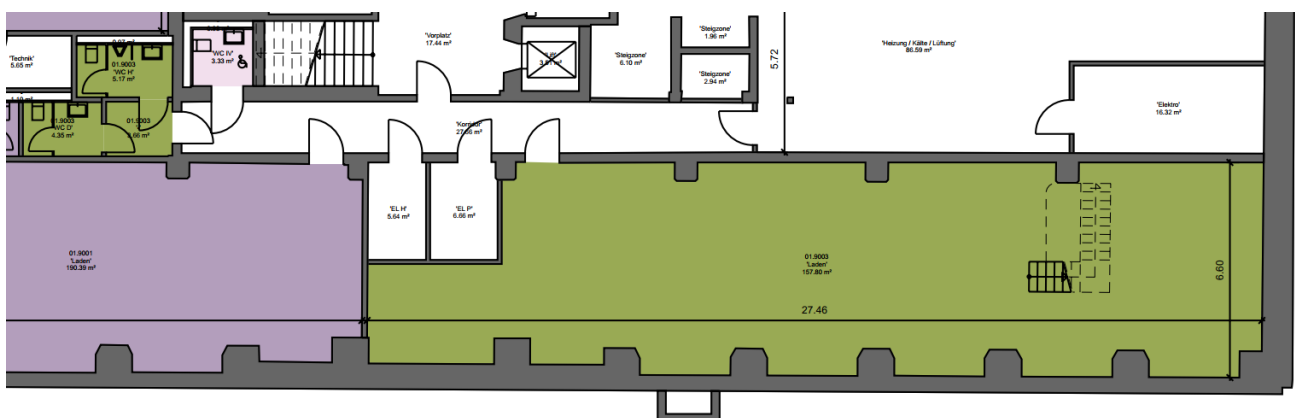 'Technik'
5.65 m²
01.9003
'WC H'
5.17 m²
'WC IV'
3.33 m²
'Vorplatz'
17.44 m²
'Steigzone'
6.10 m²
'Steigzone'
1.96 m²
'Steigzone'
2.94 m²
5.72
'Heizung / Kälte / Lüftung'
86.59 m²
'Elektro'
16.32 m²
01.9003
'WC D'
4.35 m²
01.9003
'Korridor'
'EL H'
5.64 m²
'EL P'
6.66 m²
01.9001
'Laden'
190.39 m²
01.9003
'Laden'
157.80 m²
6.60
27.46